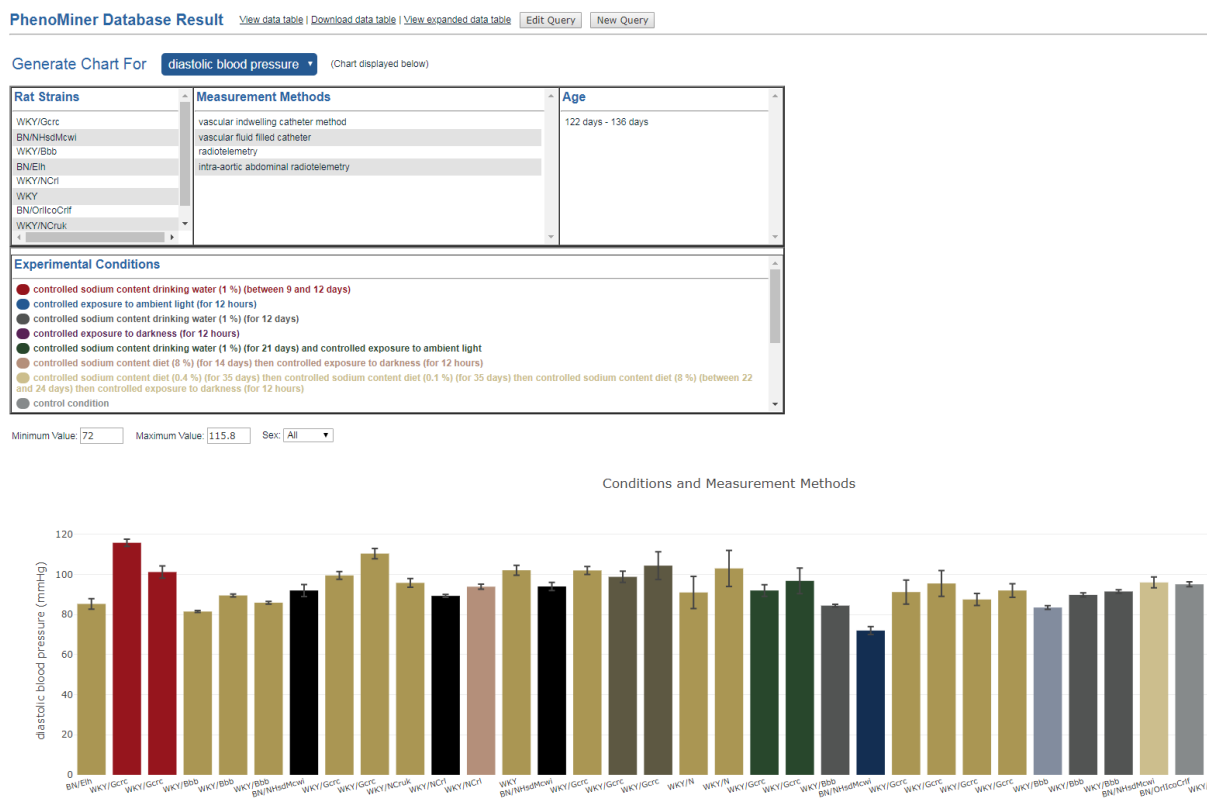 PhenoMiner Database Result View data table | Download data table | View expanded data table Edit Query New Query
Generate Chart For diastolic blood pressure (Chart displayed below)
Rat Strains
WKY/Gcrc
BN/NHsdMcwi
WKY/Bbb
BN/Elh
WKY/NCrl
WKY
BN/OrlIcoCrlf
WKY/NCruk
Measurement Methods
vascular indwelling catheter method
vascular fluid filled catheter
radiotelemetry
intra-aortic abdominal radiotelemetry
Age
122 days - 136 days
Experimental Conditions
controlled sodium content drinking water (1 %) (between 9 and 12 days)
controlled exposure to ambient light (for 12 hours)
controlled sodium content drinking water (1 %) (for 12 days)
controlled exposure to darkness (for 12 hours)
controlled sodium content drinking water (1 %) (for 21 days) and controlled exposure to ambient light
controlled sodium content diet (8 %) (for 14 days) then controlled exposure to darkness (for 12 hours)
controlled sodium content diet (0.4 %) (for 35 days) then controlled sodium content diet (0.1 %) (for 35 days) then controlled sodium content diet (8 %) (between 22
and 24 days) then controlled exposure to darkness (for 12 hours)
control condition
Minimum Value: 72 Maximum Value: 115.8 Sex: All
Conditions and Measurement Methods
diastolic blood pressure (mmHg)
120
100
80
60
40
20
0
BN/Elh WKY/Gcrc WKY/Gcrc WKY/Bbb WKY/Bbb WKY/Bbb BN/NHsdMcwi WKY/Gcrc WKY/Gcrc WKY/NCruk WKY/NCrl WKY/NCrl WKY BN/NHsdMcwi WKY/Gcrc WKY/Gcrc WKY/Gcrc WKY/N WKY/N WKY/Gcrc WKY/Gcrc WKY/Bbb BN/NHsdMcwi WKY/Gcrc WKY/Gcrc WKY/Gcrc WKY/Gcrc WKY/Bbb WKY/Bbb WKY/Bbb BN/NHsdMcwi BN/OrlIcoCrlf